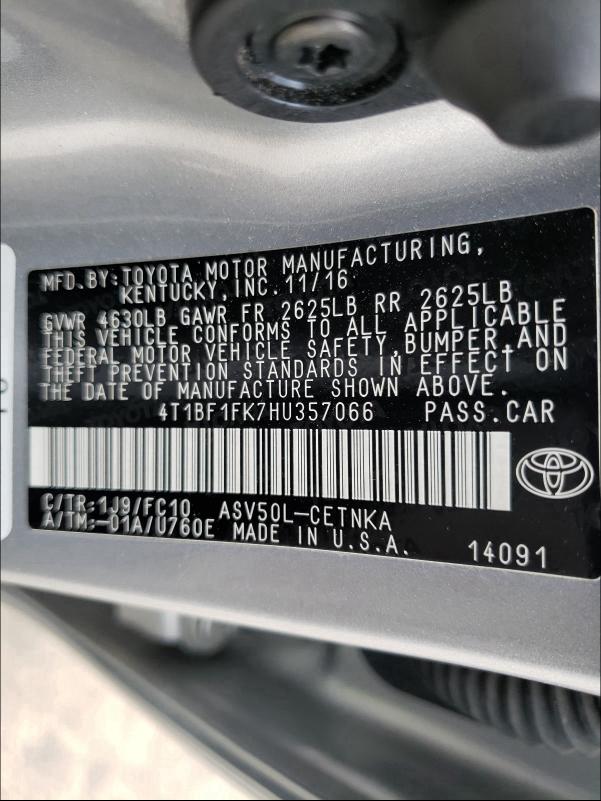 MFD.BY:TOYOTA MOTOR MANUFACTURING,
KENTUCKY,INC.11/16
GVWR 4630LB GAWR FR 2625LB RR 2625LB
THIS VEHICLE CONFORMS TO ALL APPLICABLE
FEDERAL MOTOR VEHICLE SAFETY,BUMPER,AND
THEFT PREVENTION STANDARDS IN EFFECT ON
THE DATE OF MANUFACTURE SHOWN ABOVE.
4T1BF1FK7HU357066 PASS.CAR
C/TR:1J9/FC10 ASV50L-CETNKA
A/TM:-01A/U760E MADE IN U.S.A. 14091